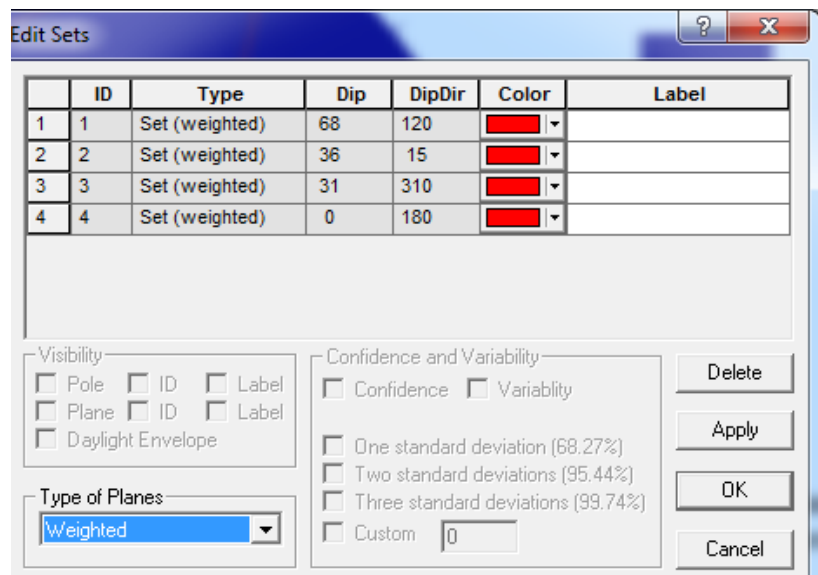 Edit Sets
ID Type Dip DipDir Color Label
1 1 Set (weighted) 68 120
2 2 Set (weighted) 36 15
3 3 Set (weighted) 31 310
4 4 Set (weighted) 0 180
Visibility
Pole ID Label
Plane ID Label
Daylight Envelope
Type of Planes
Weighted
Confidence and Variability
Confidence Variablity
One standard deviation (68.27%)
Two standard deviations (95.44%)
Three standard deviations (99.74%)
Custom 0
Delete
Apply
OK
Cancel